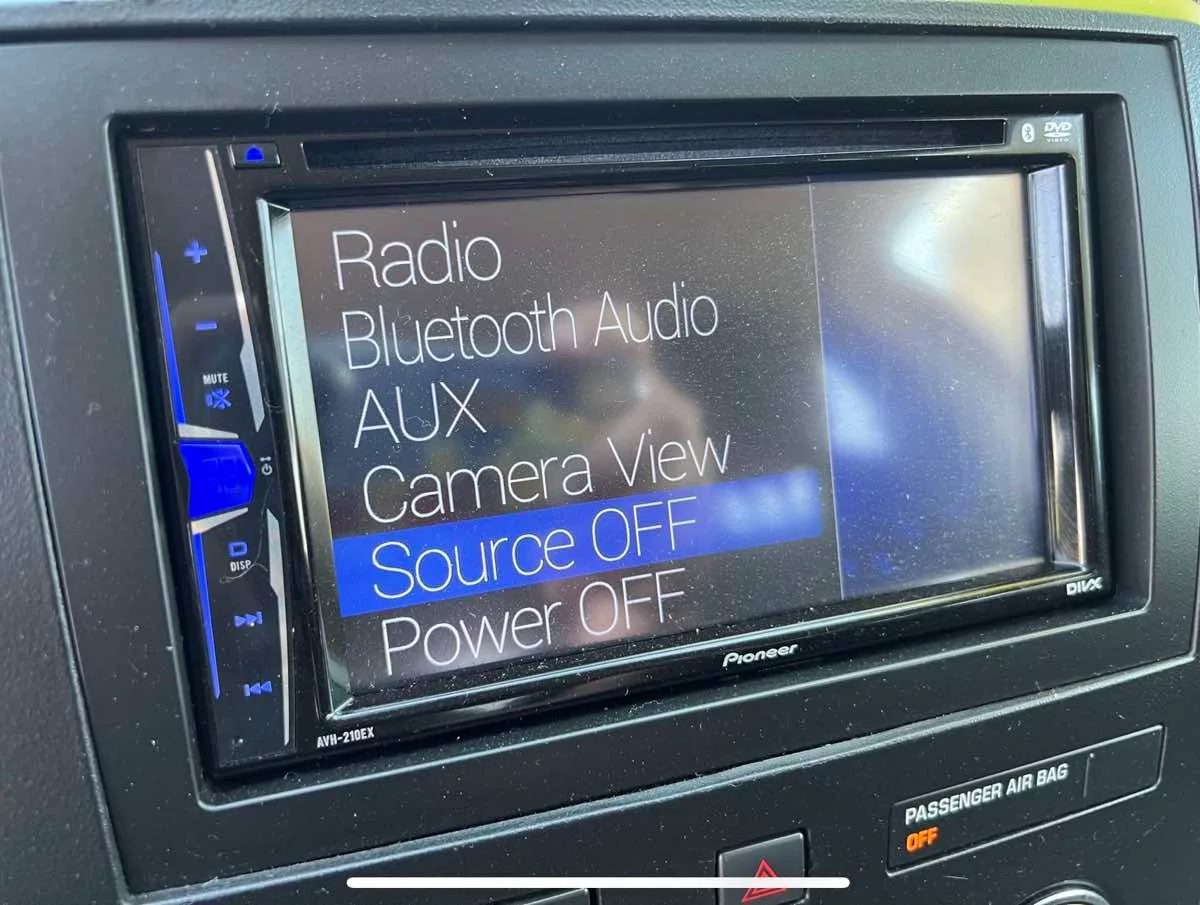 DVD
VIDEO
Radio
Bluetooth Audio
AUX
Camera View
Source OFF
Power OFF
MUTE
D
DISP
DIVX
Pioneer
AVH-210EX
PASSENGER AIR BAG
OFF